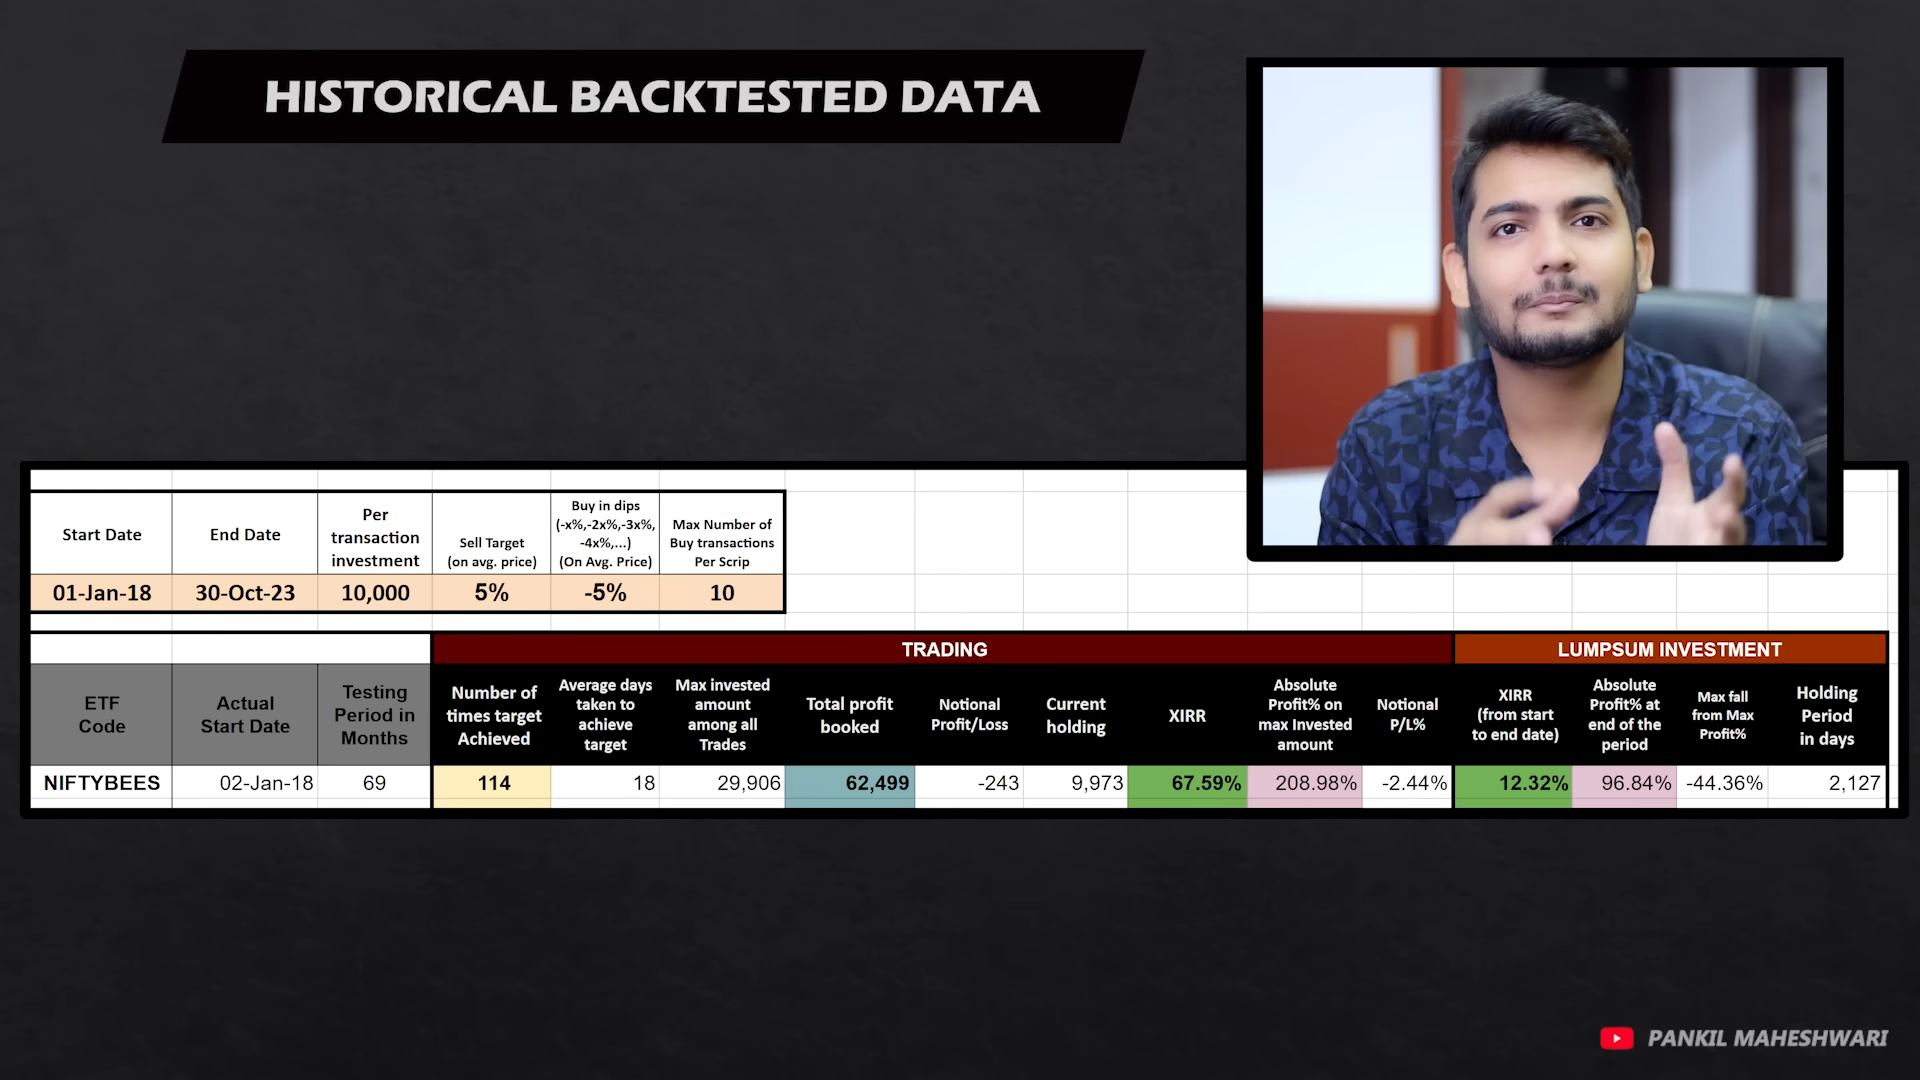 HISTORICAL BACKTESTED DATA
Start Date
End Date
Per
transaction
investment
Sell Target
(on avg. price)
Buy in dips
(-x%,-2x%,-3x%,
-4x%,...)
(On Avg. Price)
Max Number of
Buy transactions
Per Scrip
01-Jan-18
30-Oct-23
10,000
5%
-5%
10
TRADING
LUMPSUM INVESTMENT
ETF
Code
Actual
Start Date
Testing
Period in
Months
Number of
times target
Achieved
Average days
taken to
achieve
target
Max invested
amount
among all
Trades
Total profit
booked
Notional
Profit/Loss
Current
holding
XIRR
Absolute
Profit% on
max Invested
amount
Notional
P/L%
XIRR
(from start
to end date)
Absolute
Profit% at
end of the
period
Max fall
from Max
Profit%
Holding
Period
in days
NIFTYBEES
02-Jan-18
69
114
18
29,906
62,499
-243
9,973
67.59%
208.98%
-2.44%
12.32%
96.84%
-44.36%
2,127
PANKIL MAHESHWARI